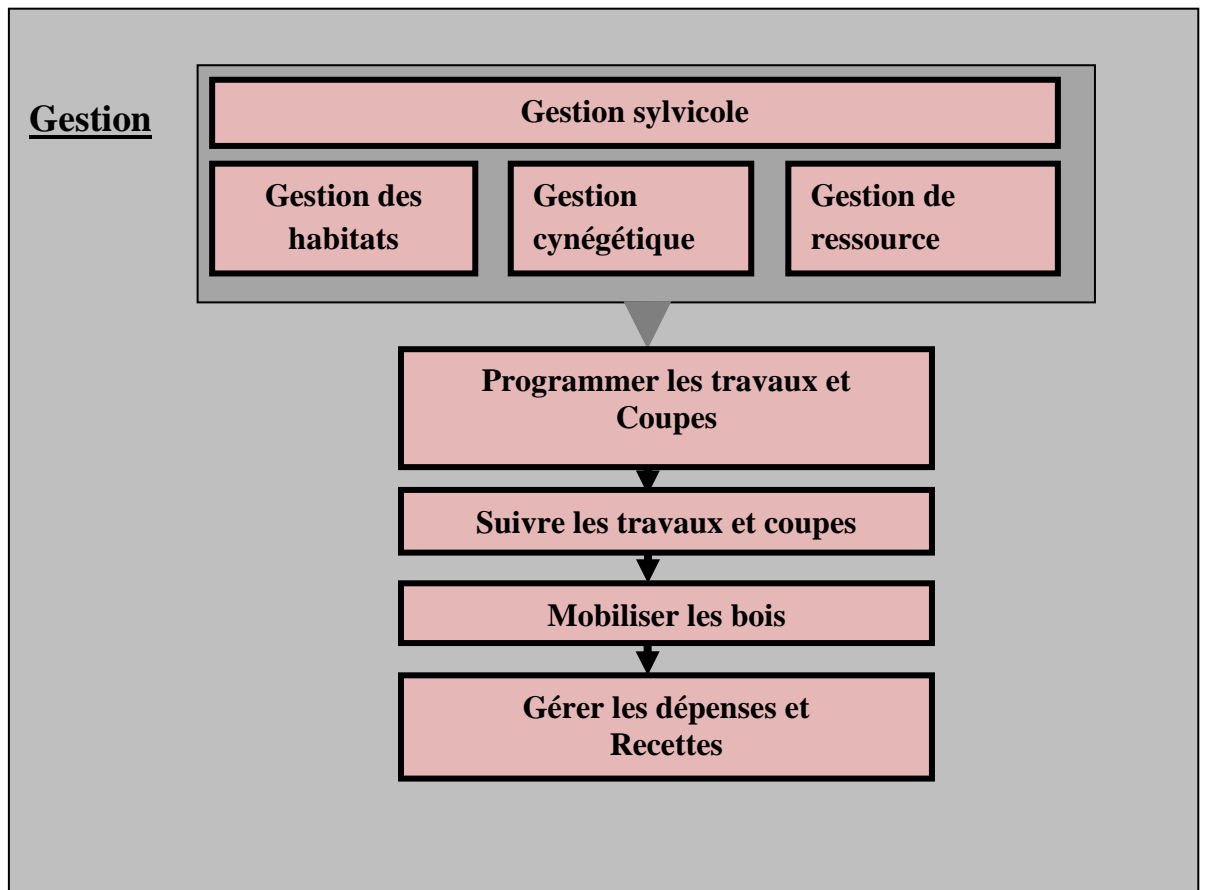 Gestion
Gestion sylvicole
Gestion des
habitats
Gestion
cynégétique
Gestion de
ressource
Programmer les travaux et
Coupes
Suivre les travaux et coupes
Mobiliser les bois
Gérer les dépenses et
Recettes